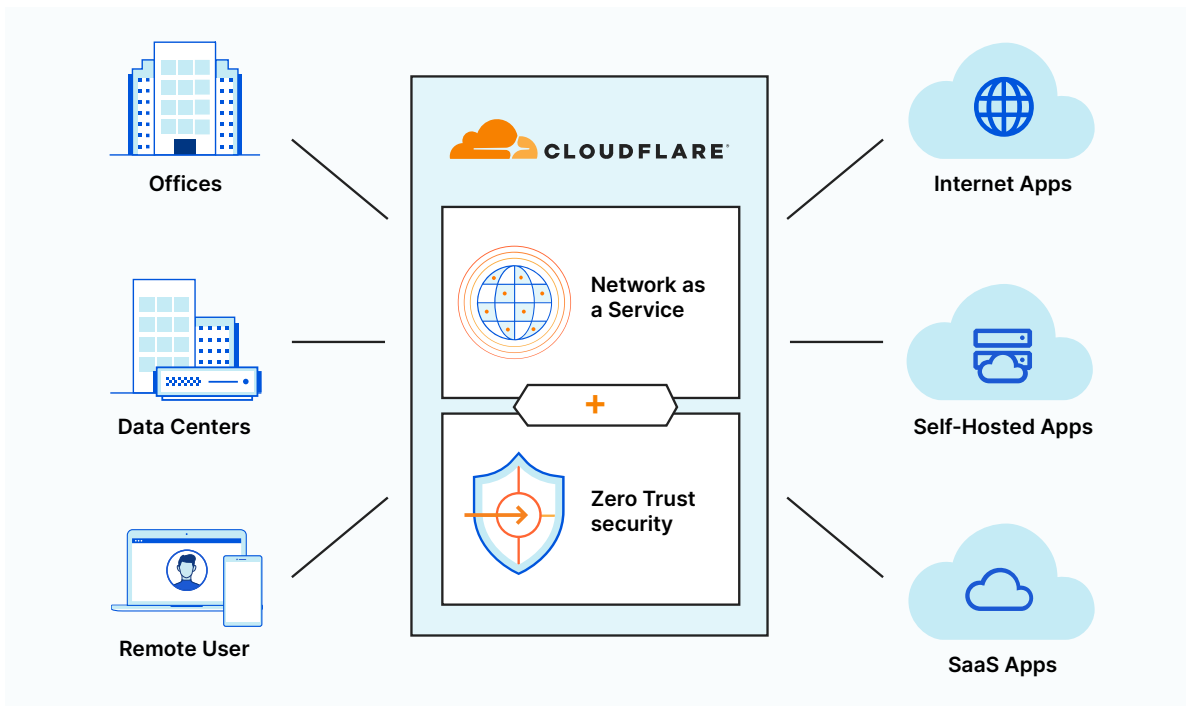 Offices
Data Centers
Remote User
CLOUDFLARE
Network as
a Service
+
Zero Trust
security
Internet Apps
Self-Hosted Apps
SaaS Apps